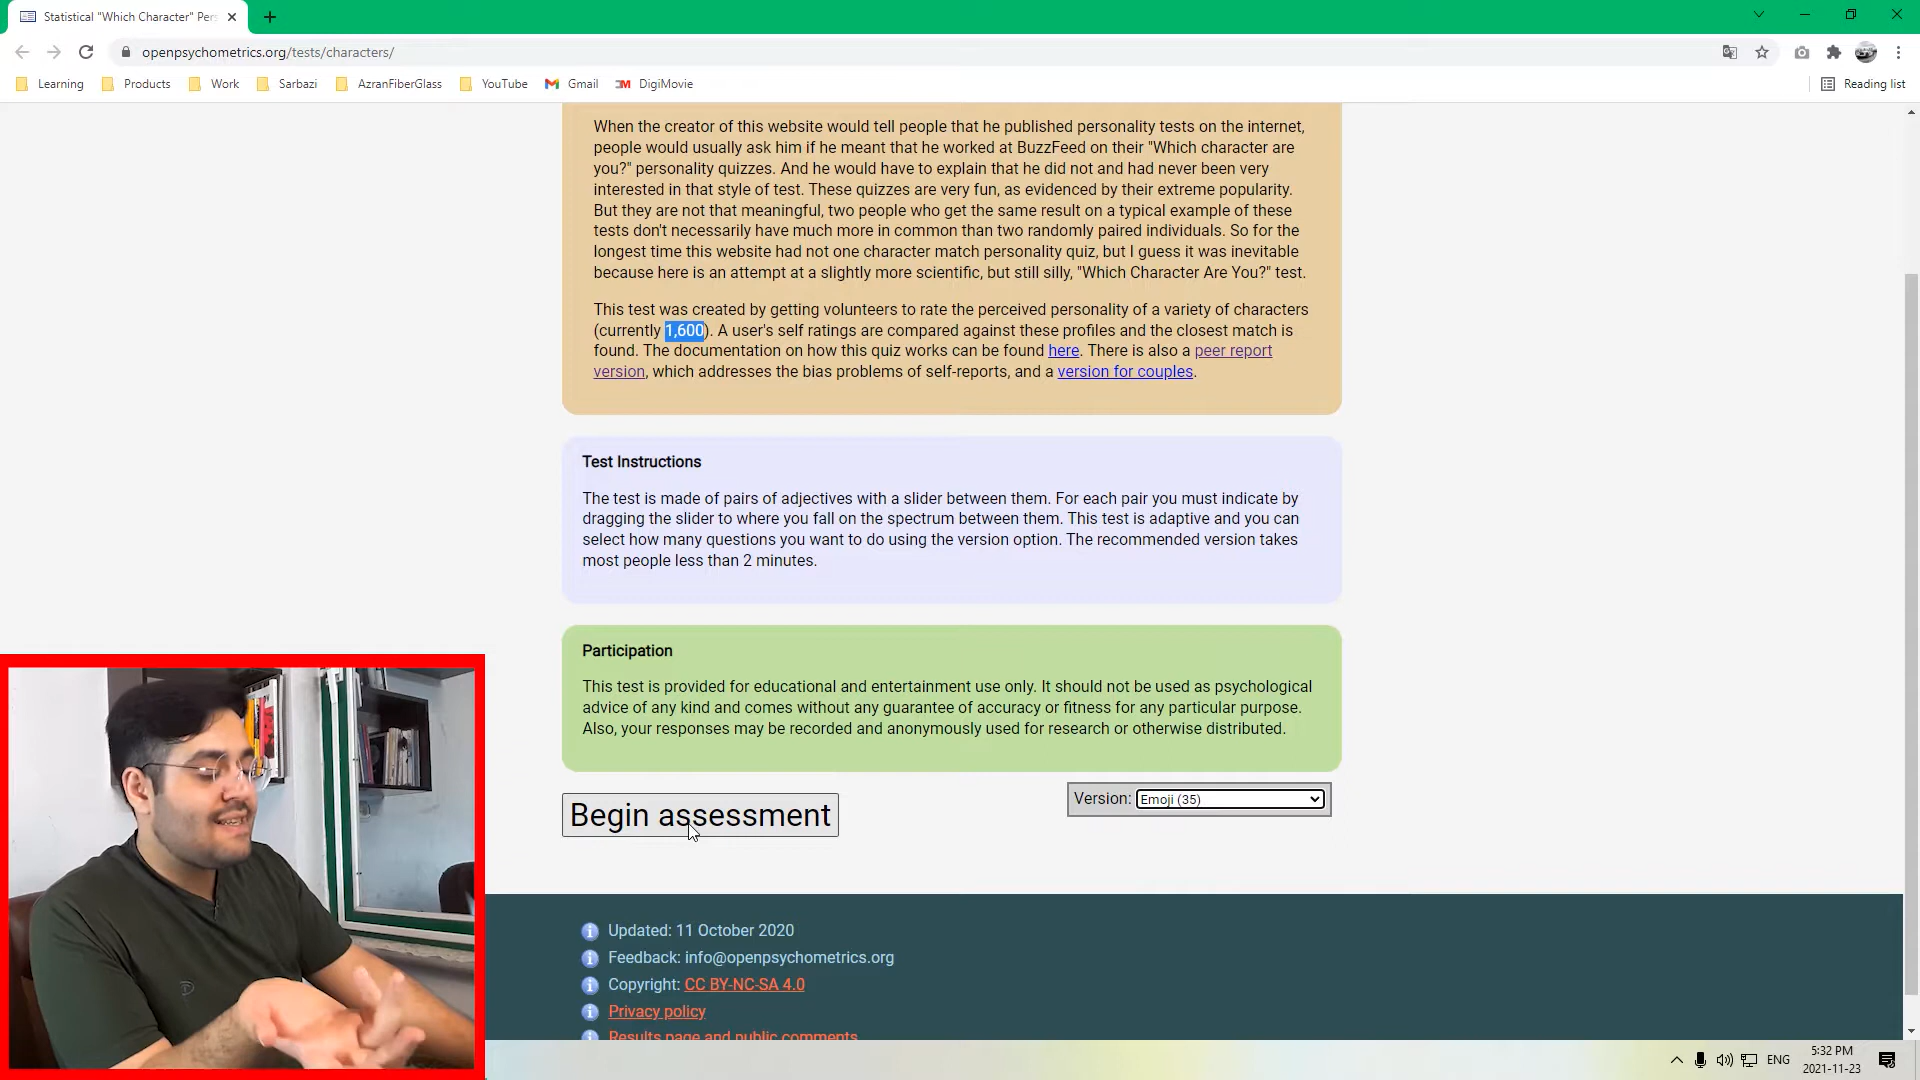 Statistical "Which Character" Pers
openpsychometrics.org/tests/characters/
Learning Products Work Sarbazi AzranFiberGlass YouTube Gmail DigiMovie Reading list
When the creator of this website would tell people that he published personality tests on the internet,
people would usually ask him if he meant that he worked at BuzzFeed on their "Which character are
you?" personality quizzes. And he would have to explain that he did not and had never been very
interested in that style of test. These quizzes are very fun, as evidenced by their extreme popularity.
But they are not that meaningful, two people who get the same result on a typical example of these
tests don't necessarily have much more in common than two randomly paired individuals. So for the
longest time this website had not one character match personality quiz, but I guess it was inevitable
because here is an attempt at a slightly more scientific, but still silly, "Which Character Are You?" test.
This test was created by getting volunteers to rate the perceived personality of a variety of characters
(currently 1,600). A user's self ratings are compared against these profiles and the closest match is
found. The documentation on how this quiz works can be found here. There is also a peer report
version, which addresses the bias problems of self-reports, and a version for couples.
Test Instructions
The test is made of pairs of adjectives with a slider between them. For each pair you must indicate by
dragging the slider to where you fall on the spectrum between them. This test is adaptive and you can
select how many questions you want to do using the version option. The recommended version takes
most people less than 2 minutes.
Participation
This test is provided for educational and entertainment use only. It should not be used as psychological
advice of any kind and comes without any guarantee of accuracy or fitness for any particular purpose.
Also, your responses may be recorded and anonymously used for research or otherwise distributed.
Begin assessment
Version: Emoji (35)
Updated: 11 October 2020
Feedback: info@openpsychometrics.org
Copyright: CC BY-NC-SA 4.0
Privacy policy
Results page and public comments
ENG
5:32 PM
2021-11-23